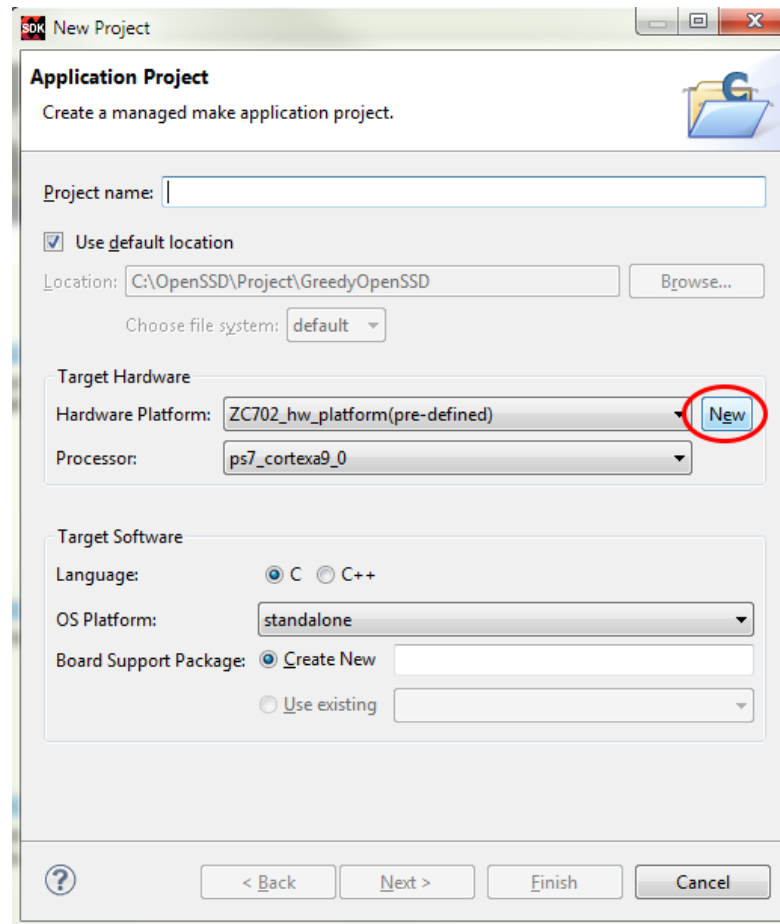 SDK New Project
Application Project
Create a managed make application project.
C
Project name:
Use default location
Location: C:\OpenSSD\Project\GreedyOpenSSD Browse...
Choose file system: default
Target Hardware
Hardware Platform: ZC702_hw_platform(pre-defined) New
Processor: ps7_cortexa9_0
Target Software
Language: C C++
OS Platform: standalone
Board Support Package: Create New
Use existing
? < Back Next > Finish Cancel